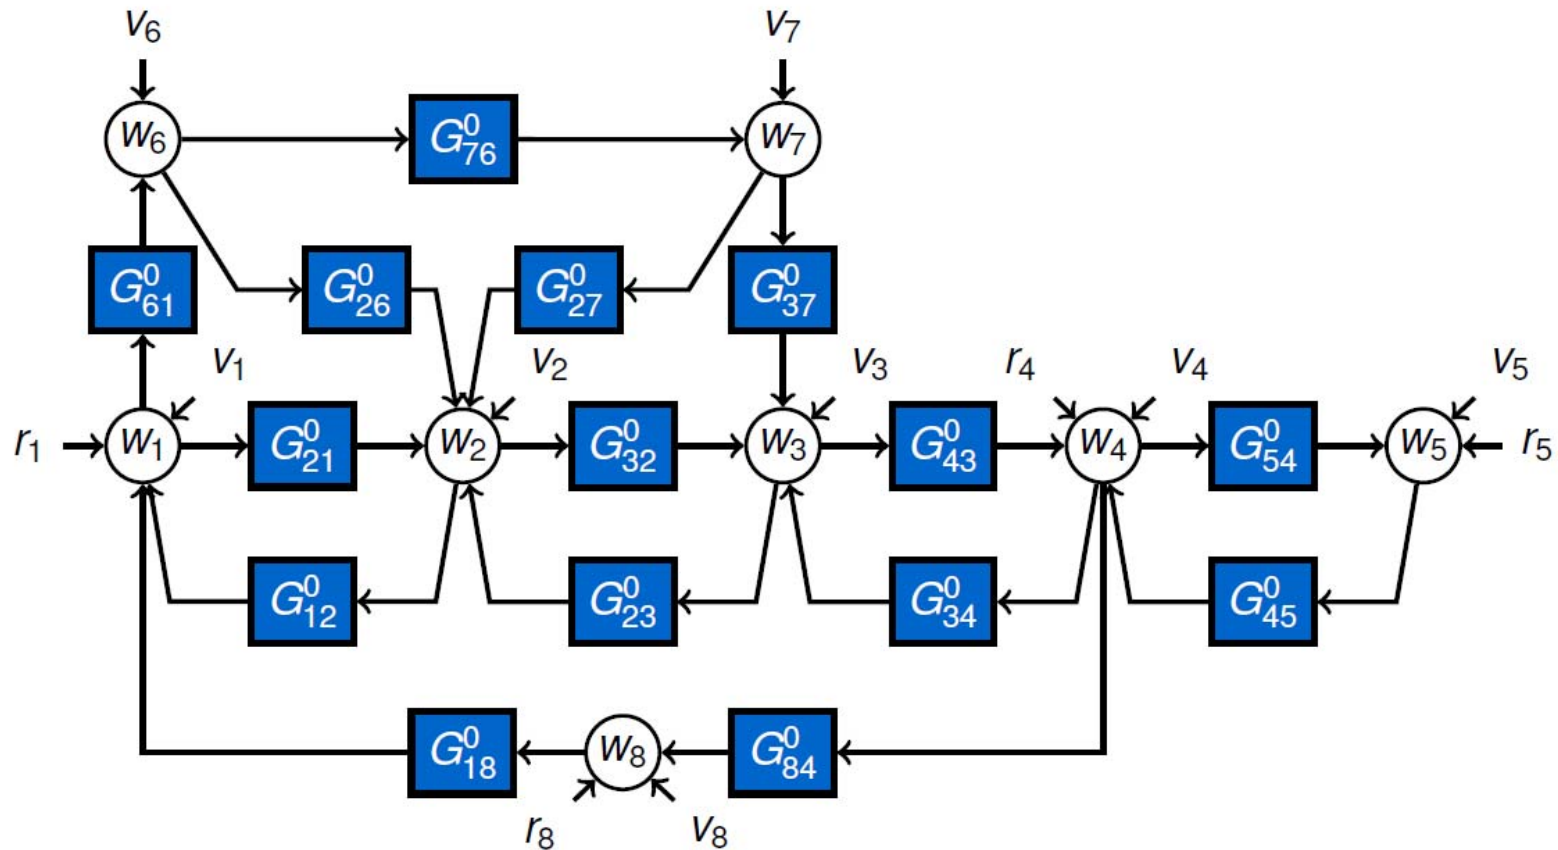 v6 v7
w6 G⁰76 w7
G⁰61 G⁰26 G⁰27 G⁰37
v1 v2 v3 r4 v4 v5
r1 w1 G⁰21 w2 G⁰32 w3 G⁰43 w4 G⁰54 w5 r5
G⁰12 G⁰23 G⁰34 G⁰45
G⁰18 w8 G⁰84
r8 v8